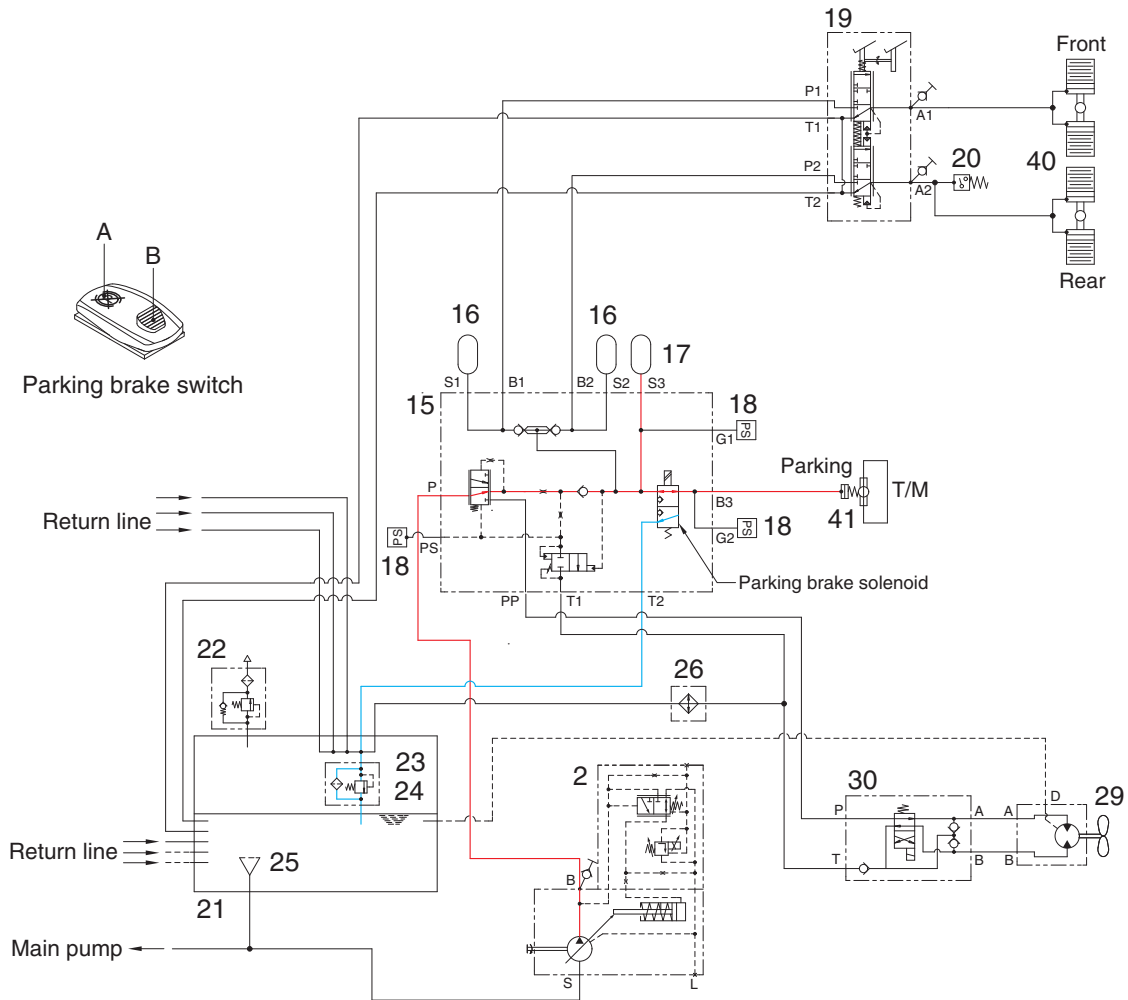 19
Front
P1
T1
A1
P2
20
40
A2
T2
A
B
Rear
16
16
17
Parking brake switch
S1
B1
B2
S2
S3
15
18
PS
G1
Parking
P
T/M
B3
Return line
41
PS
18
G2
PS
PS
18
Parking brake solenoid
PP
T1
T2
22
26
23
2
24
30
D
29
P
A
A
Return line
25
B
T
B
B
21
Main pump
S
L